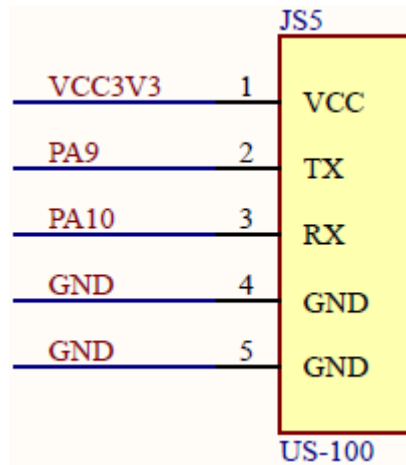 JS5
VCC3V3 1 VCC
PA9 2 TX
PA10 3 RX
GND 4 GND
GND 5 GND
US-100